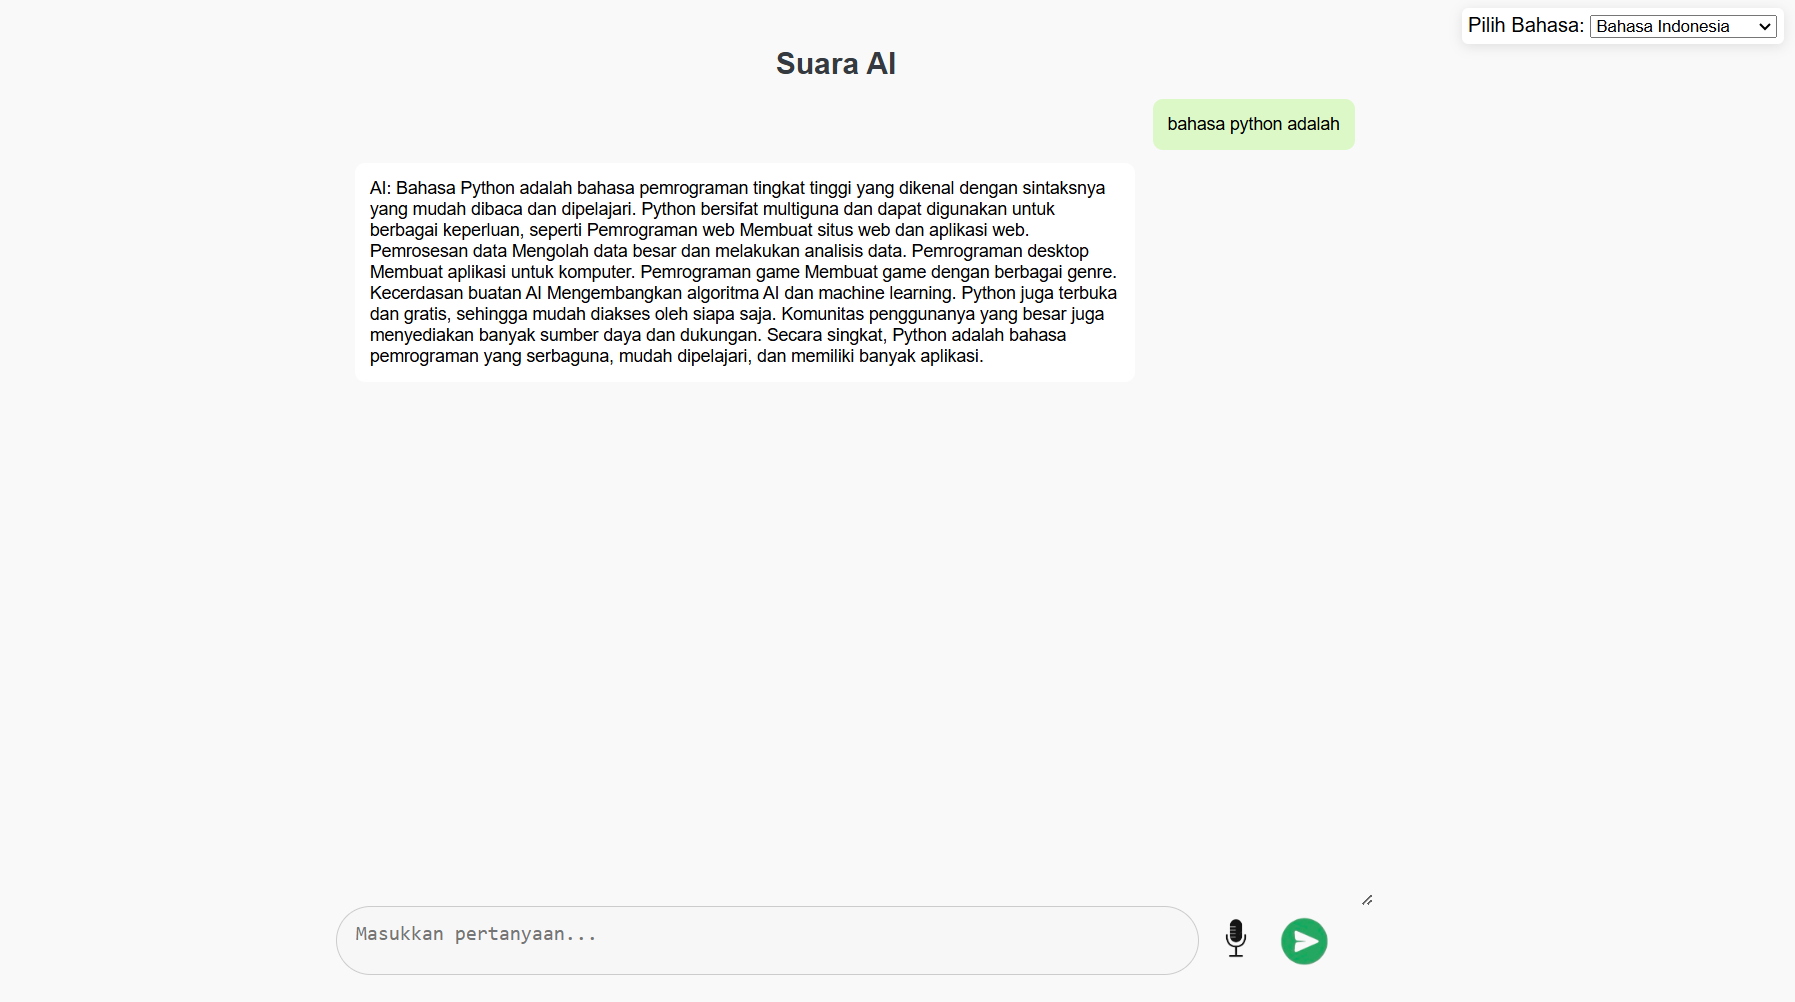 Pilih Bahasa: Bahasa Indonesia
Suara AI
bahasa python adalah
AI: Bahasa Python adalah bahasa pemrograman tingkat tinggi yang dikenal dengan sintaksnya
yang mudah dibaca dan dipelajari. Python bersifat multiguna dan dapat digunakan untuk
berbagai keperluan, seperti Pemrograman web Membuat situs web dan aplikasi web.
Pemrosesan data Mengolah data besar dan melakukan analisis data. Pemrograman desktop
Membuat aplikasi untuk komputer. Pemrograman game Membuat game dengan berbagai genre.
Kecerdasan buatan AI Mengembangkan algoritma AI dan machine learning. Python juga terbuka
dan gratis, sehingga mudah diakses oleh siapa saja. Komunitas penggunanya yang besar juga
menyediakan banyak sumber daya dan dukungan. Secara singkat, Python adalah bahasa
pemrograman yang serbaguna, mudah dipelajari, dan memiliki banyak aplikasi.
Masukkan pertanyaan...